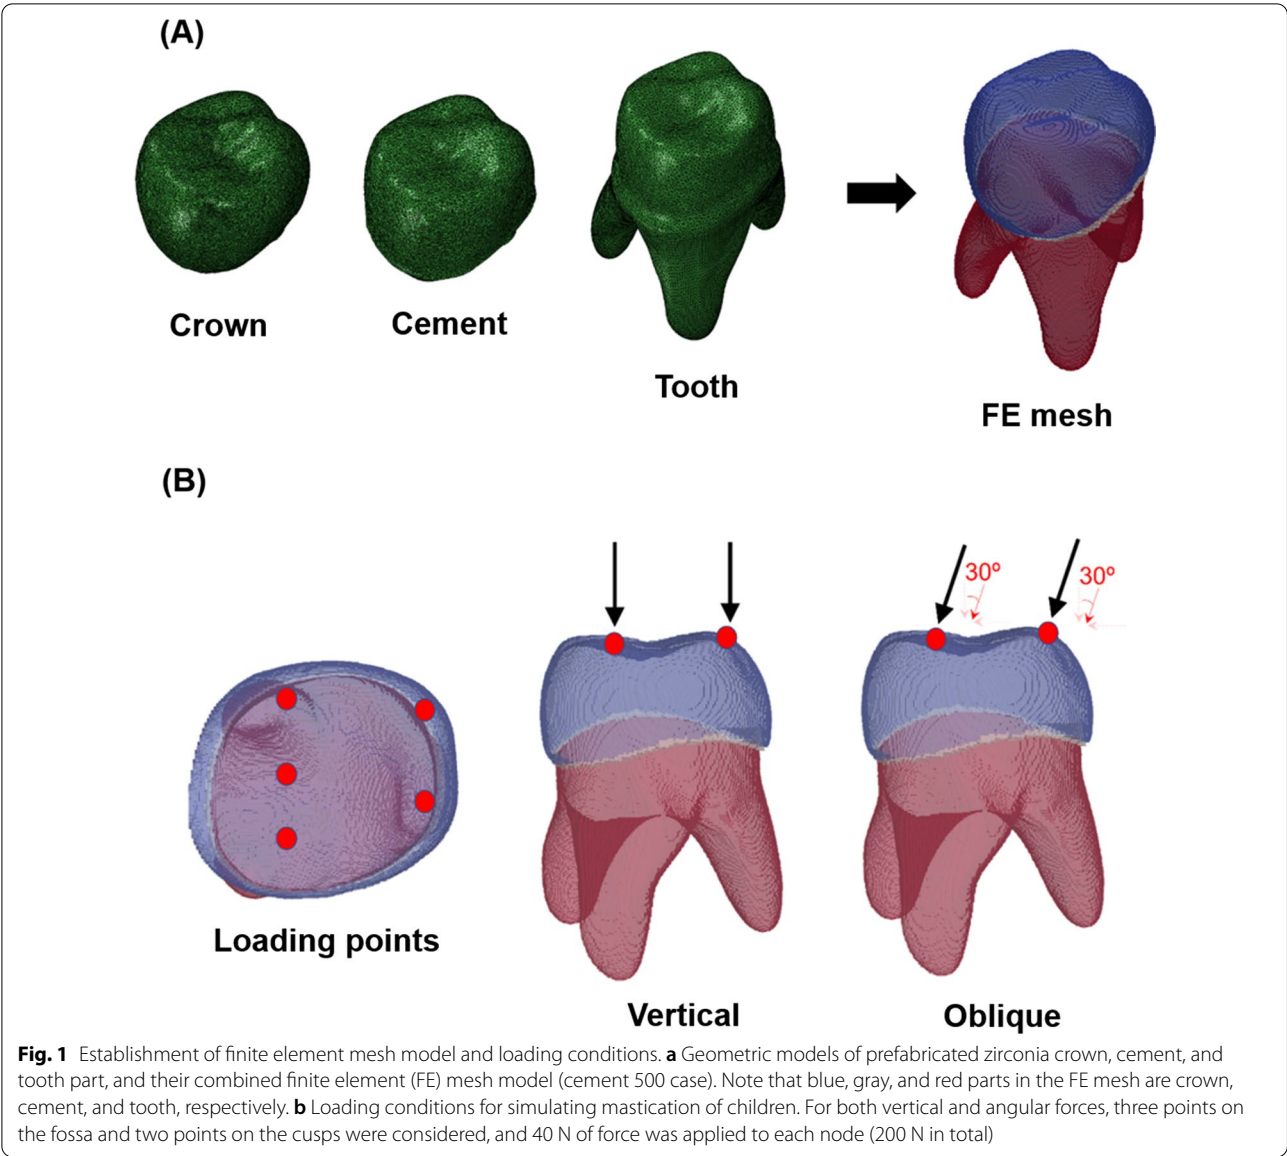 (A)
Crown
Cement
Tooth
FE mesh
(B)
30º
30º
Loading points
Vertical
Oblique
Fig. 1 Establishment of finite element mesh model and loading conditions. a Geometric models of prefabricated zirconia crown, cement, and
tooth part, and their combined finite element (FE) mesh model (cement 500 case). Note that blue, gray, and red parts in the FE mesh are crown,
cement, and tooth, respectively. b Loading conditions for simulating mastication of children. For both vertical and angular forces, three points on
the fossa and two points on the cusps were considered, and 40 N of force was applied to each node (200 N in total)